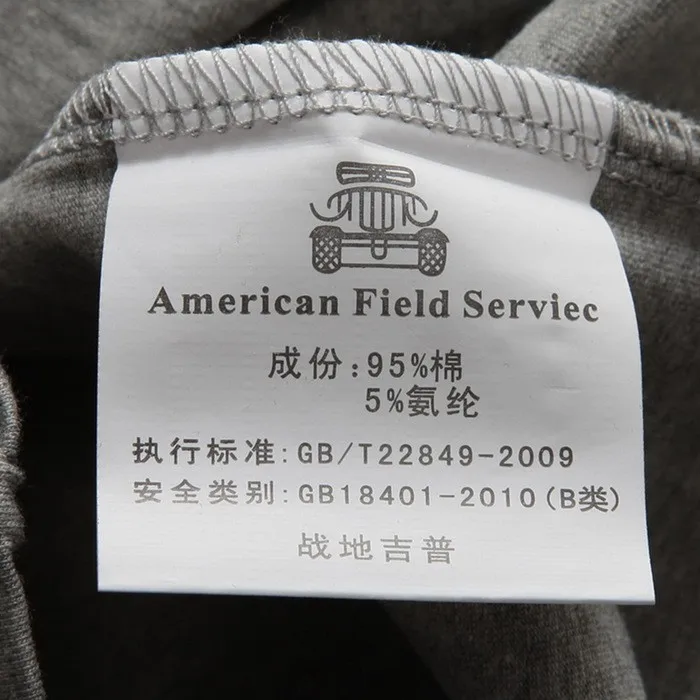 American Field Serviec
成份:95%棉
5%氨纶
执行标准:GB/T22849-2009
安全类别:GB18401-2010(B类)
战地吉普